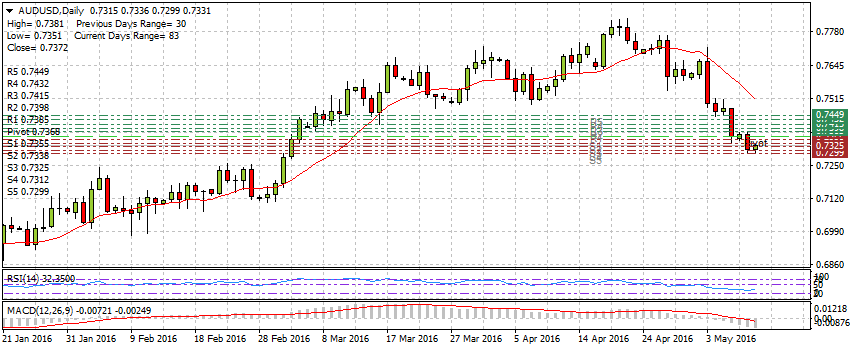 AUDUSD,Daily 0.7315 0.7336 0.7299 0.7331
High= 0.7381 Previous Days Range= 30
Low= 0.7351 Current Days Range= 83
Close= 0.7372
R5 0.7449
R4 0.7432
R3 0.7415
R2 0.7398
R1 0.7385
Pivot 0.7368
S1 0.7355
S2 0.7338
S3 0.7325
S4 0.7312
S5 0.7299
0.7780
0.7645
0.7515
0.7449
0.7325
0.7299
0.7250
0.7120
0.6990
0.6860
RSI(14) 32.3500
100
50
MACD(12,26,9) -0.00721 -0.00249
0.01218
0.00
-0.00876
21 Jan 2016 31 Jan 2016 9 Feb 2016 18 Feb 2016 28 Feb 2016 8 Mar 2016 17 Mar 2016 27 Mar 2016 5 Apr 2016 14 Apr 2016 24 Apr 2016 3 May 2016